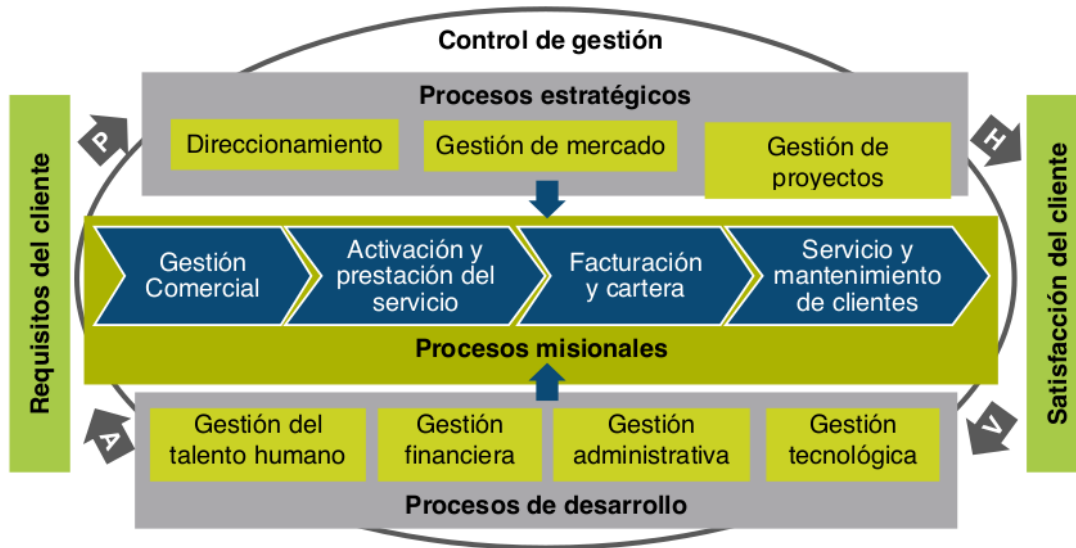 Control de gestión
Procesos estratégicos
Direccionamiento
Gestión de mercado
Gestión de
proyectos
P
H
Requisitos del cliente
Satisfacción del cliente
Gestión
Comercial
Activación y
prestación del
servicio
Facturación
y cartera
Servicio y
mantenimiento
de clientes
Procesos misionales
A
V
Gestión del
talento humano
Gestión
financiera
Gestión
administrativa
Gestión
tecnológica
Procesos de desarrollo